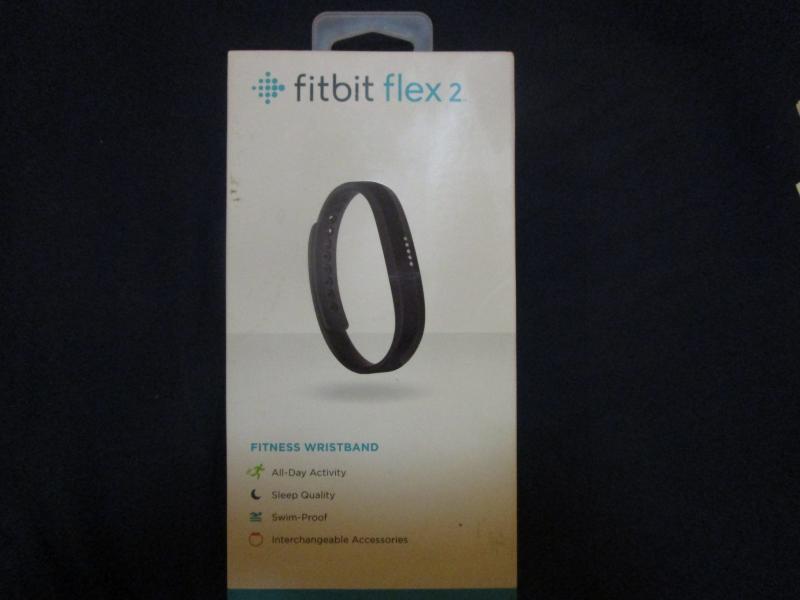 fitbit flex 2
FITNESS WRISTBAND
All-Day Activity
Sleep Quality
Swim-Proof
Interchangeable Accessories